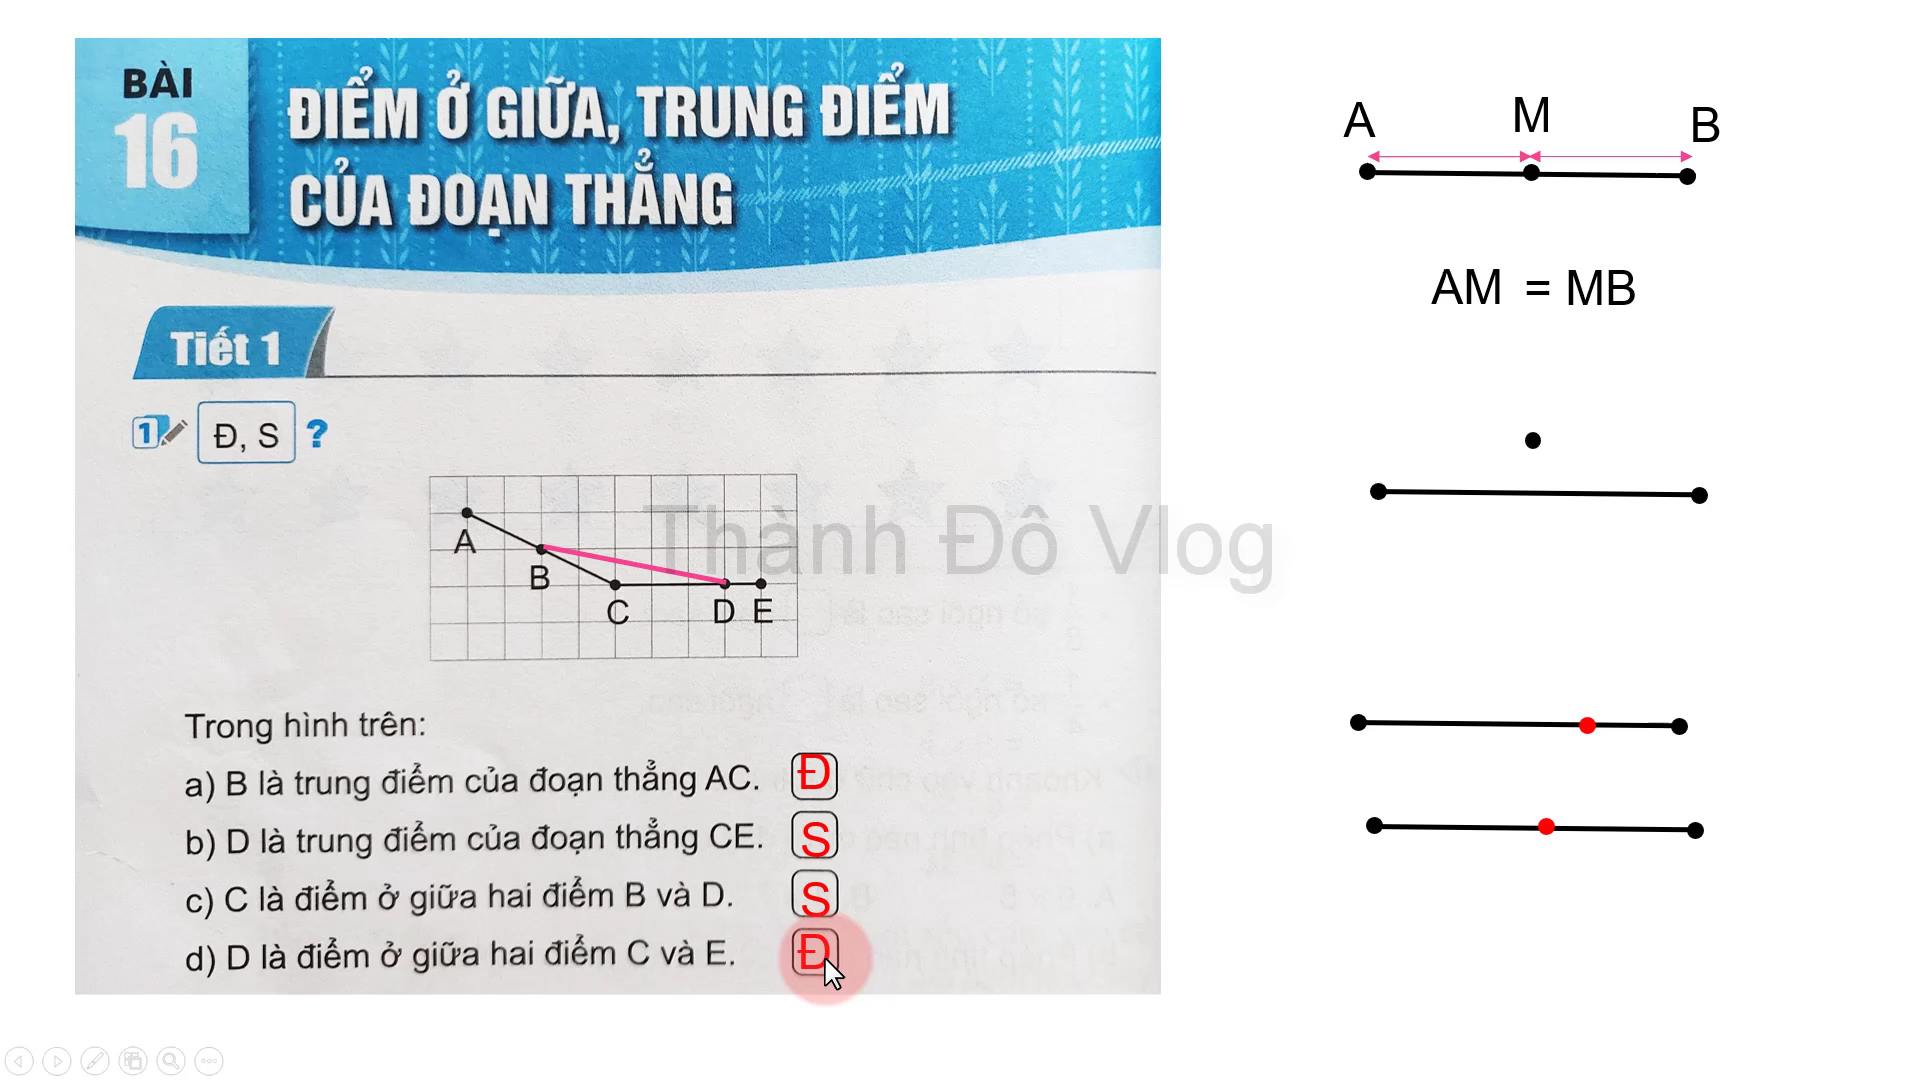 BÀI
16
ĐIỂM Ở GIỮA, TRUNG ĐIỂM
CỦA ĐOẠN THẲNG
Tiết 1
1 Đ, S ?
A
B
C D E
Trong hình trên:
a) B là trung điểm của đoạn thẳng AC. Đ
b) D là trung điểm của đoạn thẳng CE. S
c) C là điểm ở giữa hai điểm B và D. S
d) D là điểm ở giữa hai điểm C và E. Đ
Thành Đô Vlog
A M B
AM = MB